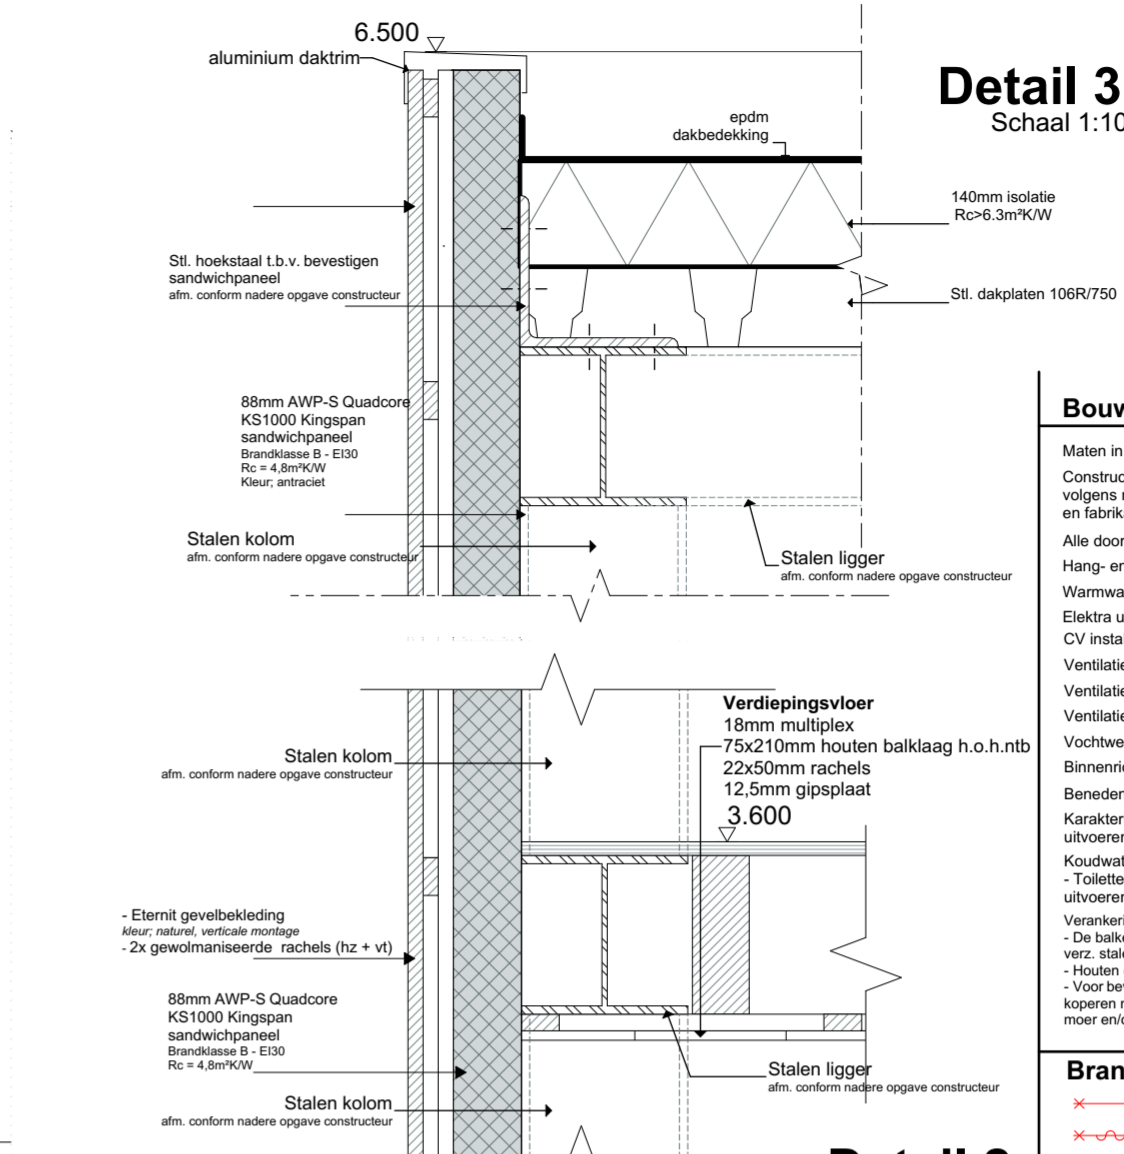 6.500
aluminium daktrim
Detail 3
Schaal 1:10
epdm
dakbedekking
140mm isolatie
Rc>6.3m²K/W
Stl. hoekstaal t.b.v. bevestigen
sandwichpaneel
afm. conform nadere opgave constructeur
Stl. dakplaten 106R/750
88mm AWP-S Quadcore
KS1000 Kingspan
sandwichpaneel
Brandklasse B - EI30
Rc = 4,8m²K/W
Kleur; antraciet
Stalen kolom
afm. conform nadere opgave constructeur
Stalen ligger
afm. conform nadere opgave constructeur
Verdiepingsvloer
18mm multiplex
75x210mm houten balklaag h.o.h.ntb
22x50mm rachels
12,5mm gipsplaat
3.600
Stalen kolom
afm. conform nadere opgave constructeur
- Eternit gevelbekleding
kleur; naturel, verticale montage
- 2x gewolmaniseerde rachels (hz + vt)
88mm AWP-S Quadcore
KS1000 Kingspan
sandwichpaneel
Brandklasse B - EI30
Rc = 4,8m²K/W
Stalen ligger
afm. conform nadere opgave constructeur
Stalen kolom
afm. conform nadere opgave constructeur
Bouw
Maten in
Construc
volgens
en fabrik
Alle door
Hang- en
Warmwa
Elektra u
CV insta
Ventilatie
Ventilatie
Ventilatie
Vochtwe
Binnenri
Beneden
Karakter
uitvoeren
Koudwat
- Toilette
uitvoeren
Verankeri
- De balke
verz. stale
- Houten
- Voor bev
koperen
moer en/o
Bran